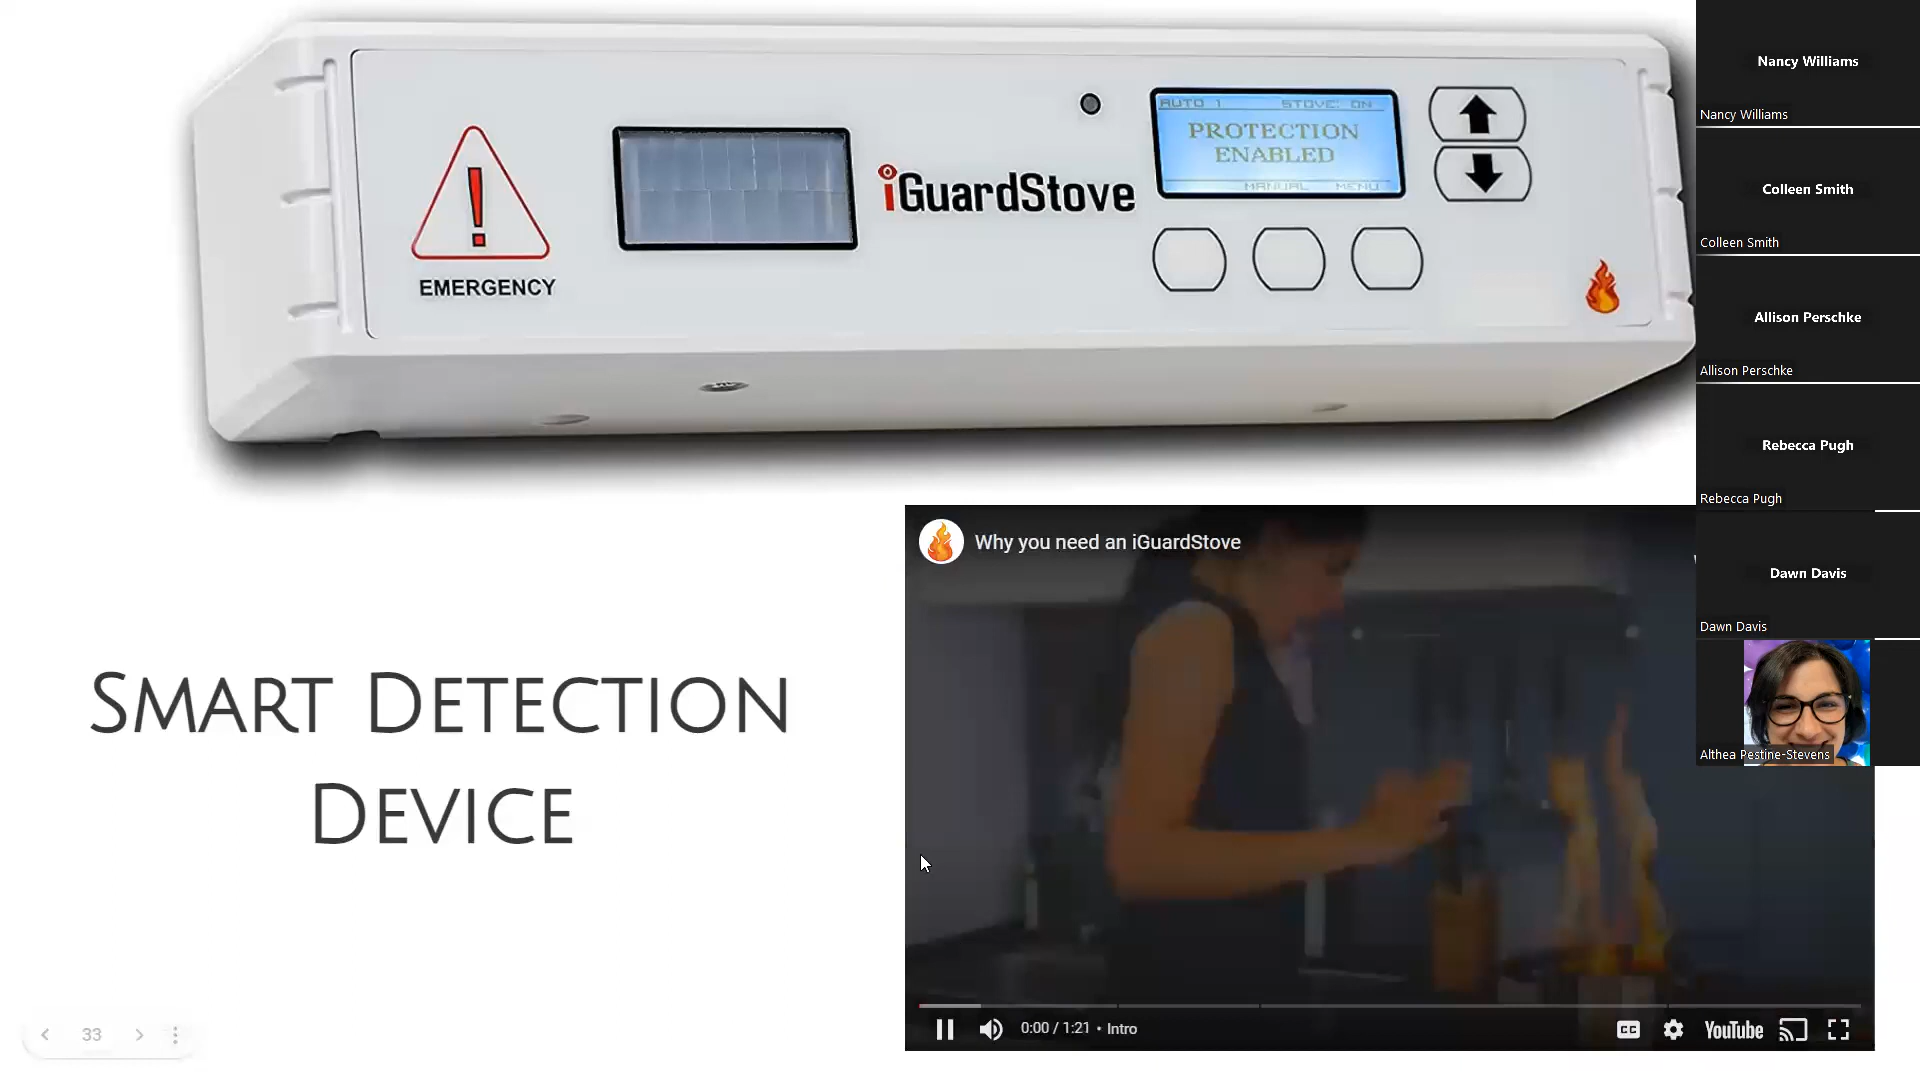 EMERGENCY
iGuardStove
AUTO 1 STOVE: ON
PROTECTION
ENABLED
MANUAL MENU
SMART DETECTION
DEVICE
Why you need an iGuardStove
0:00 / 1:21 • Intro
CC
YouTube
33
Nancy Williams
Nancy Williams
Colleen Smith
Colleen Smith
Allison Perschke
Allison Perschke
Rebecca Pugh
Rebecca Pugh
Dawn Davis
Dawn Davis
Althea Pestine-Stevens